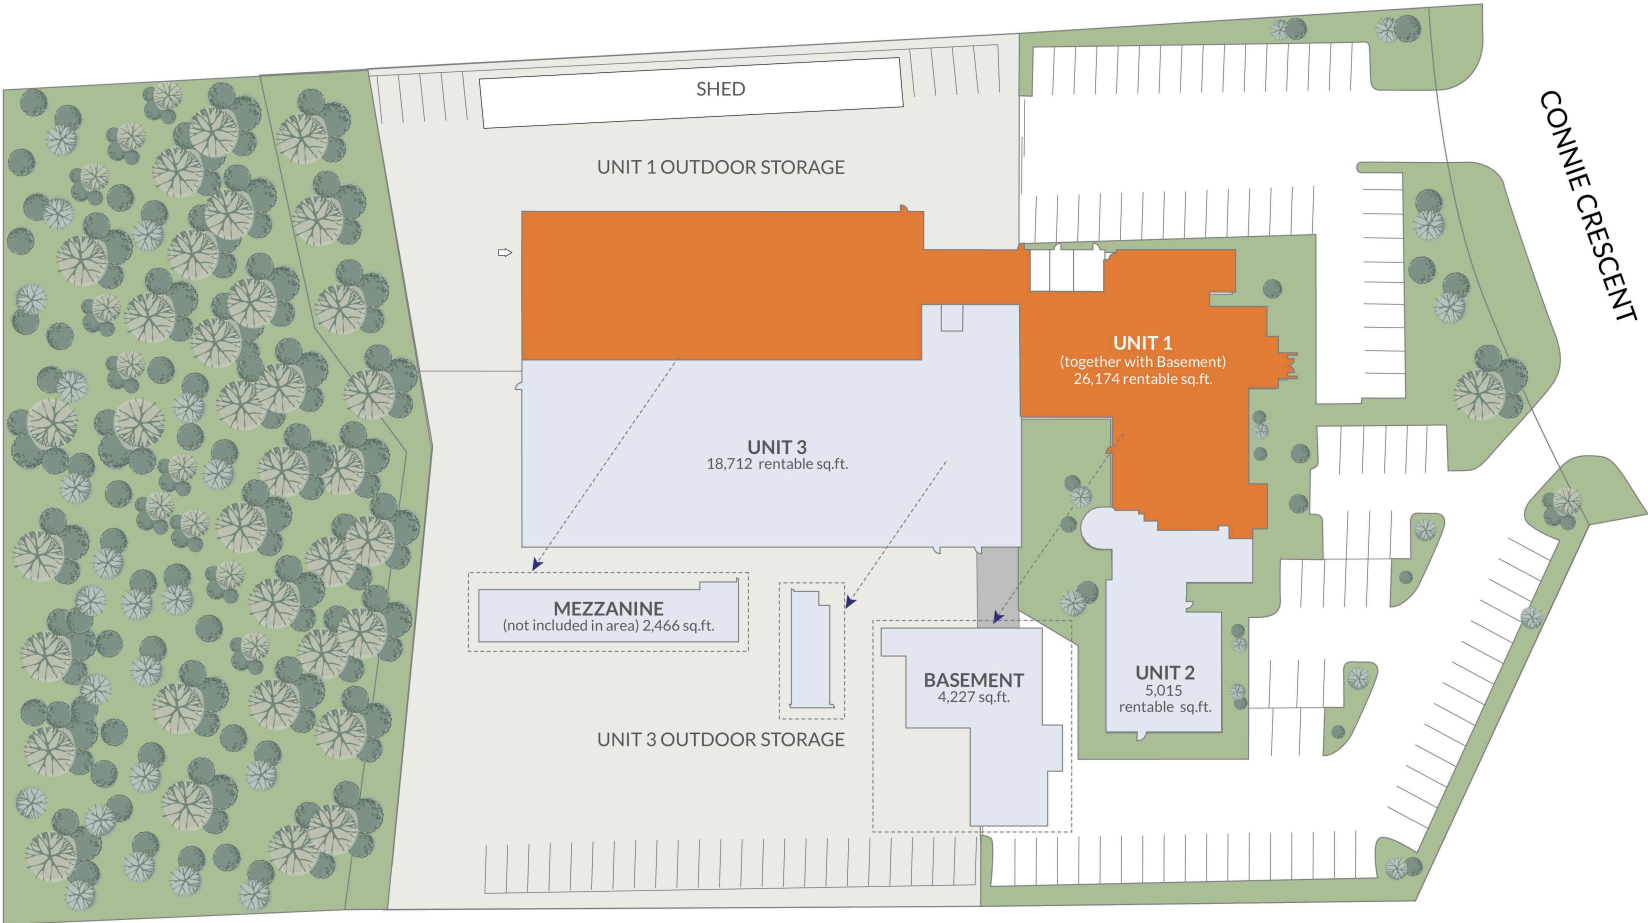 SHED
UNIT 1 OUTDOOR STORAGE
CONNIE CRESCENT
UNIT 1
(together with Basement)
26,174 rentable sq.ft.
UNIT 3
18,712 rentable sq.ft.
MEZZANINE
(not included in area) 2,466 sq.ft.
BASEMENT
4,227 sq.ft.
UNIT 2
5,015
rentable sq.ft.
UNIT 3 OUTDOOR STORAGE